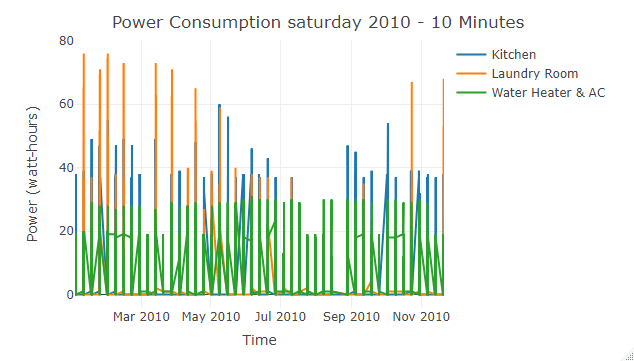 Power Consumption saturday 2010 - 10 Minutes
80
60
40
20
0
Power (watt-hours)
Mar 2010
May 2010
Jul 2010
Sep 2010
Nov 2010
Time
Kitchen
Laundry Room
Water Heater & AC